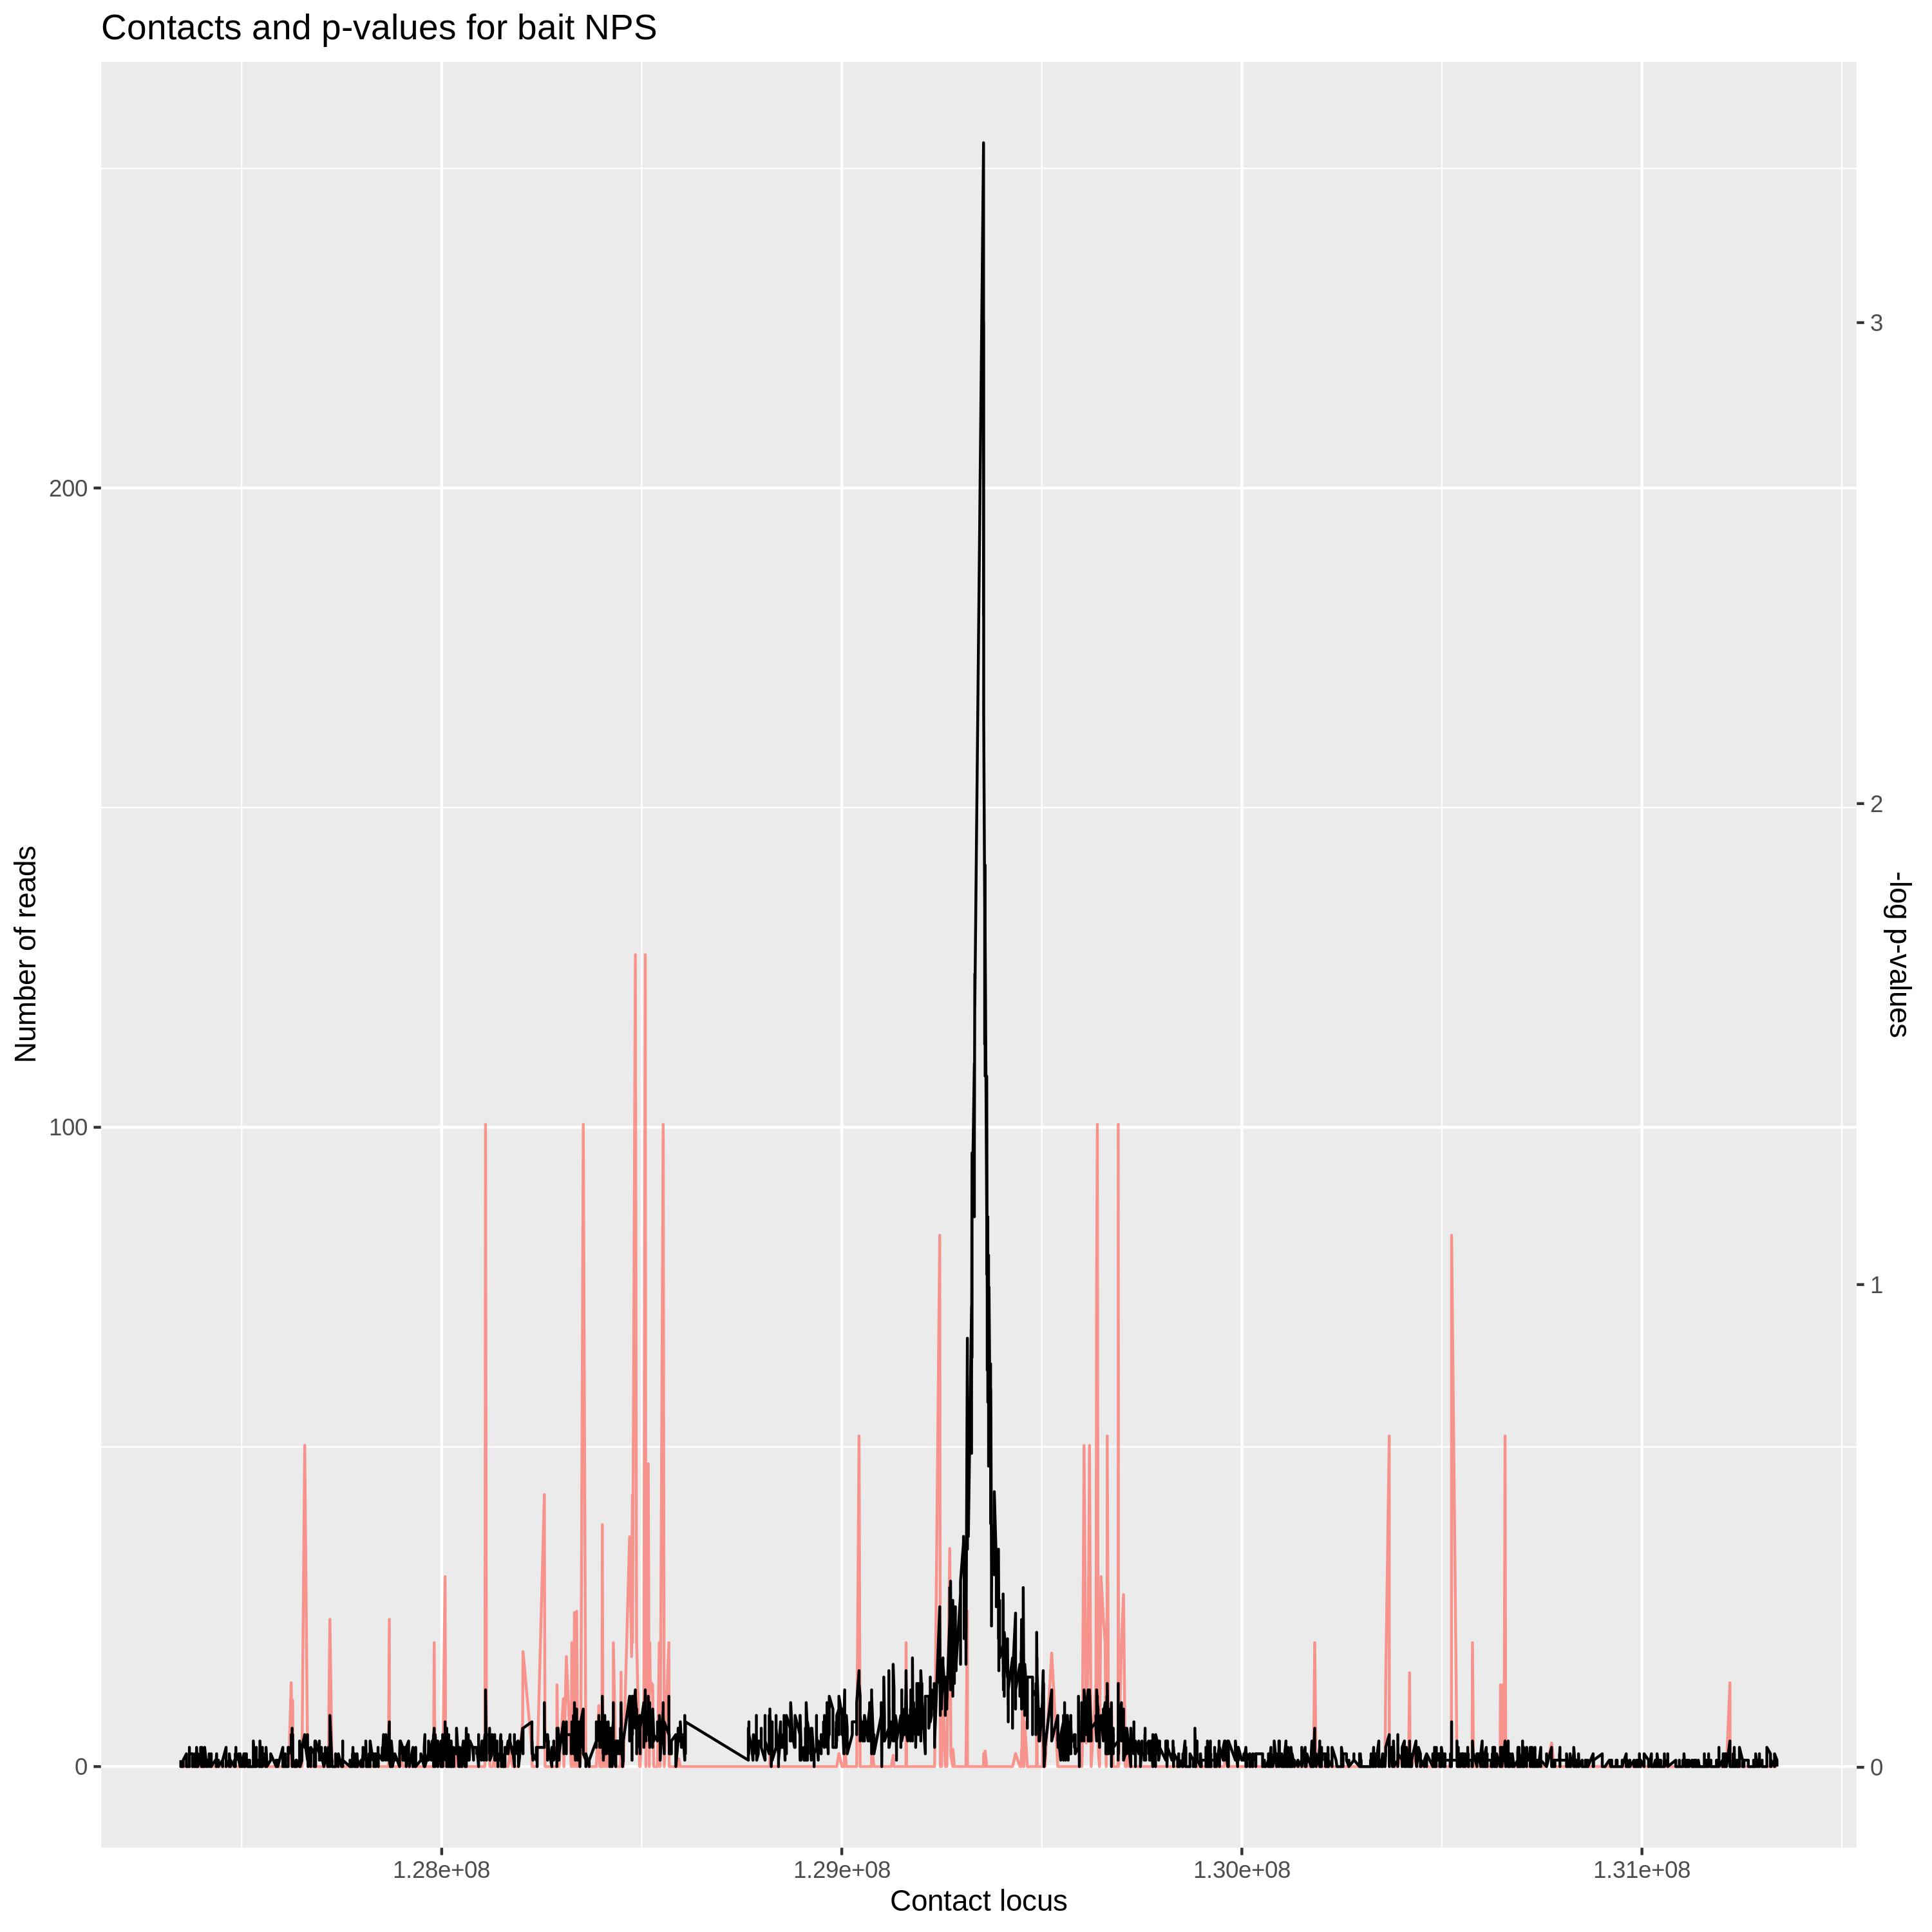 Contacts and p-values for bait NPS
Number of reads
200
100
0
3
2
1
0
-log p-values
1.28e+08 1.29e+08 1.30e+08 1.31e+08
Contact locus